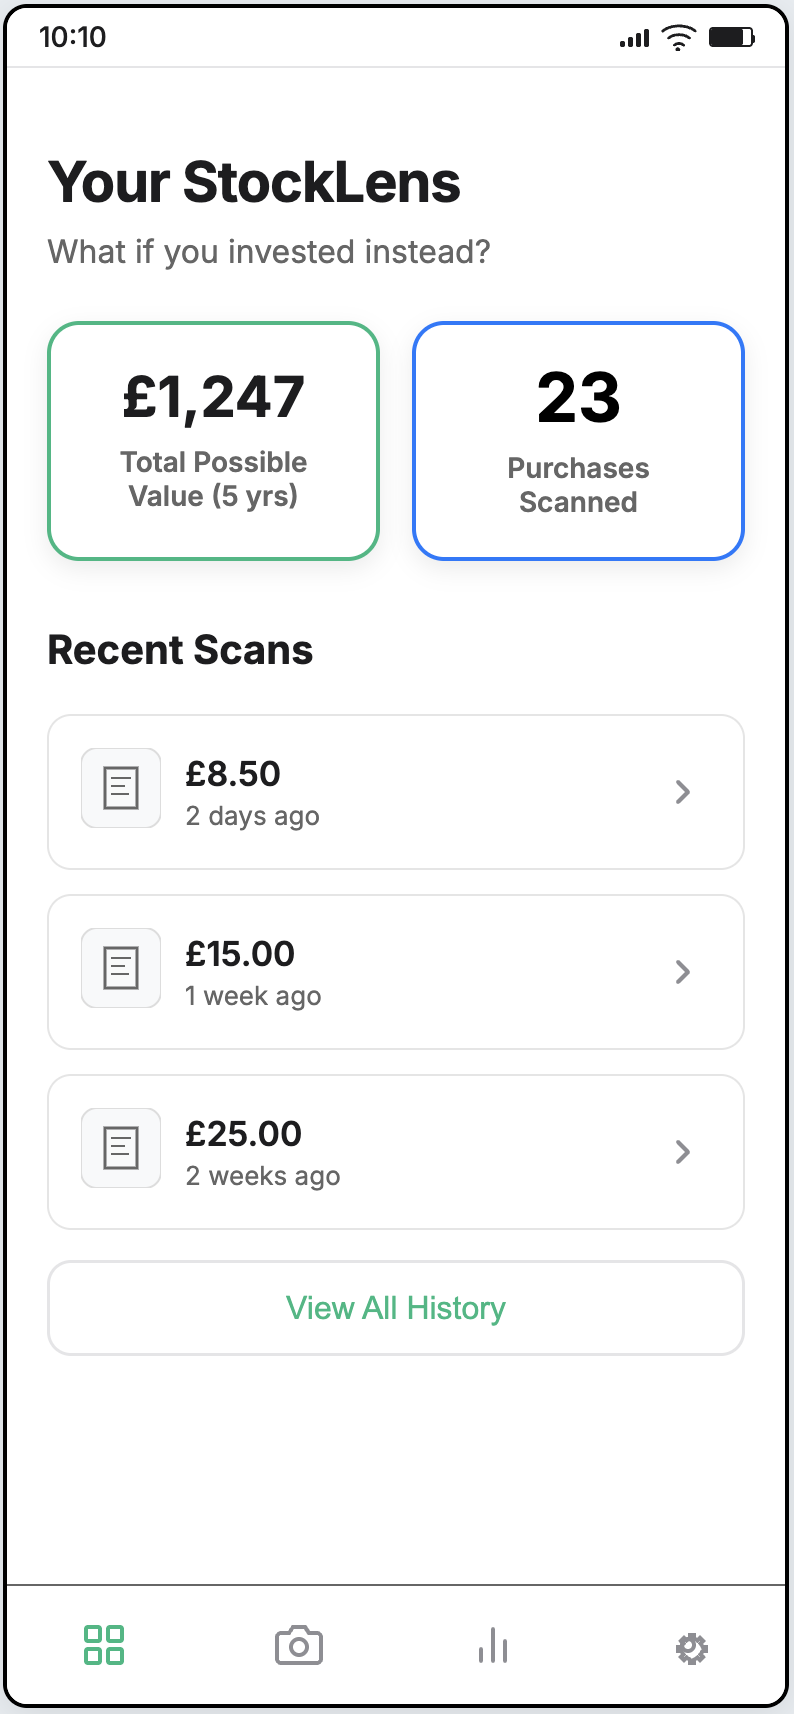 10:10
Your StockLens
What if you invested instead?
£1,247
Total Possible
Value (5 yrs)
23
Purchases
Scanned
Recent Scans
£8.50
2 days ago
£15.00
1 week ago
£25.00
2 weeks ago
View All History